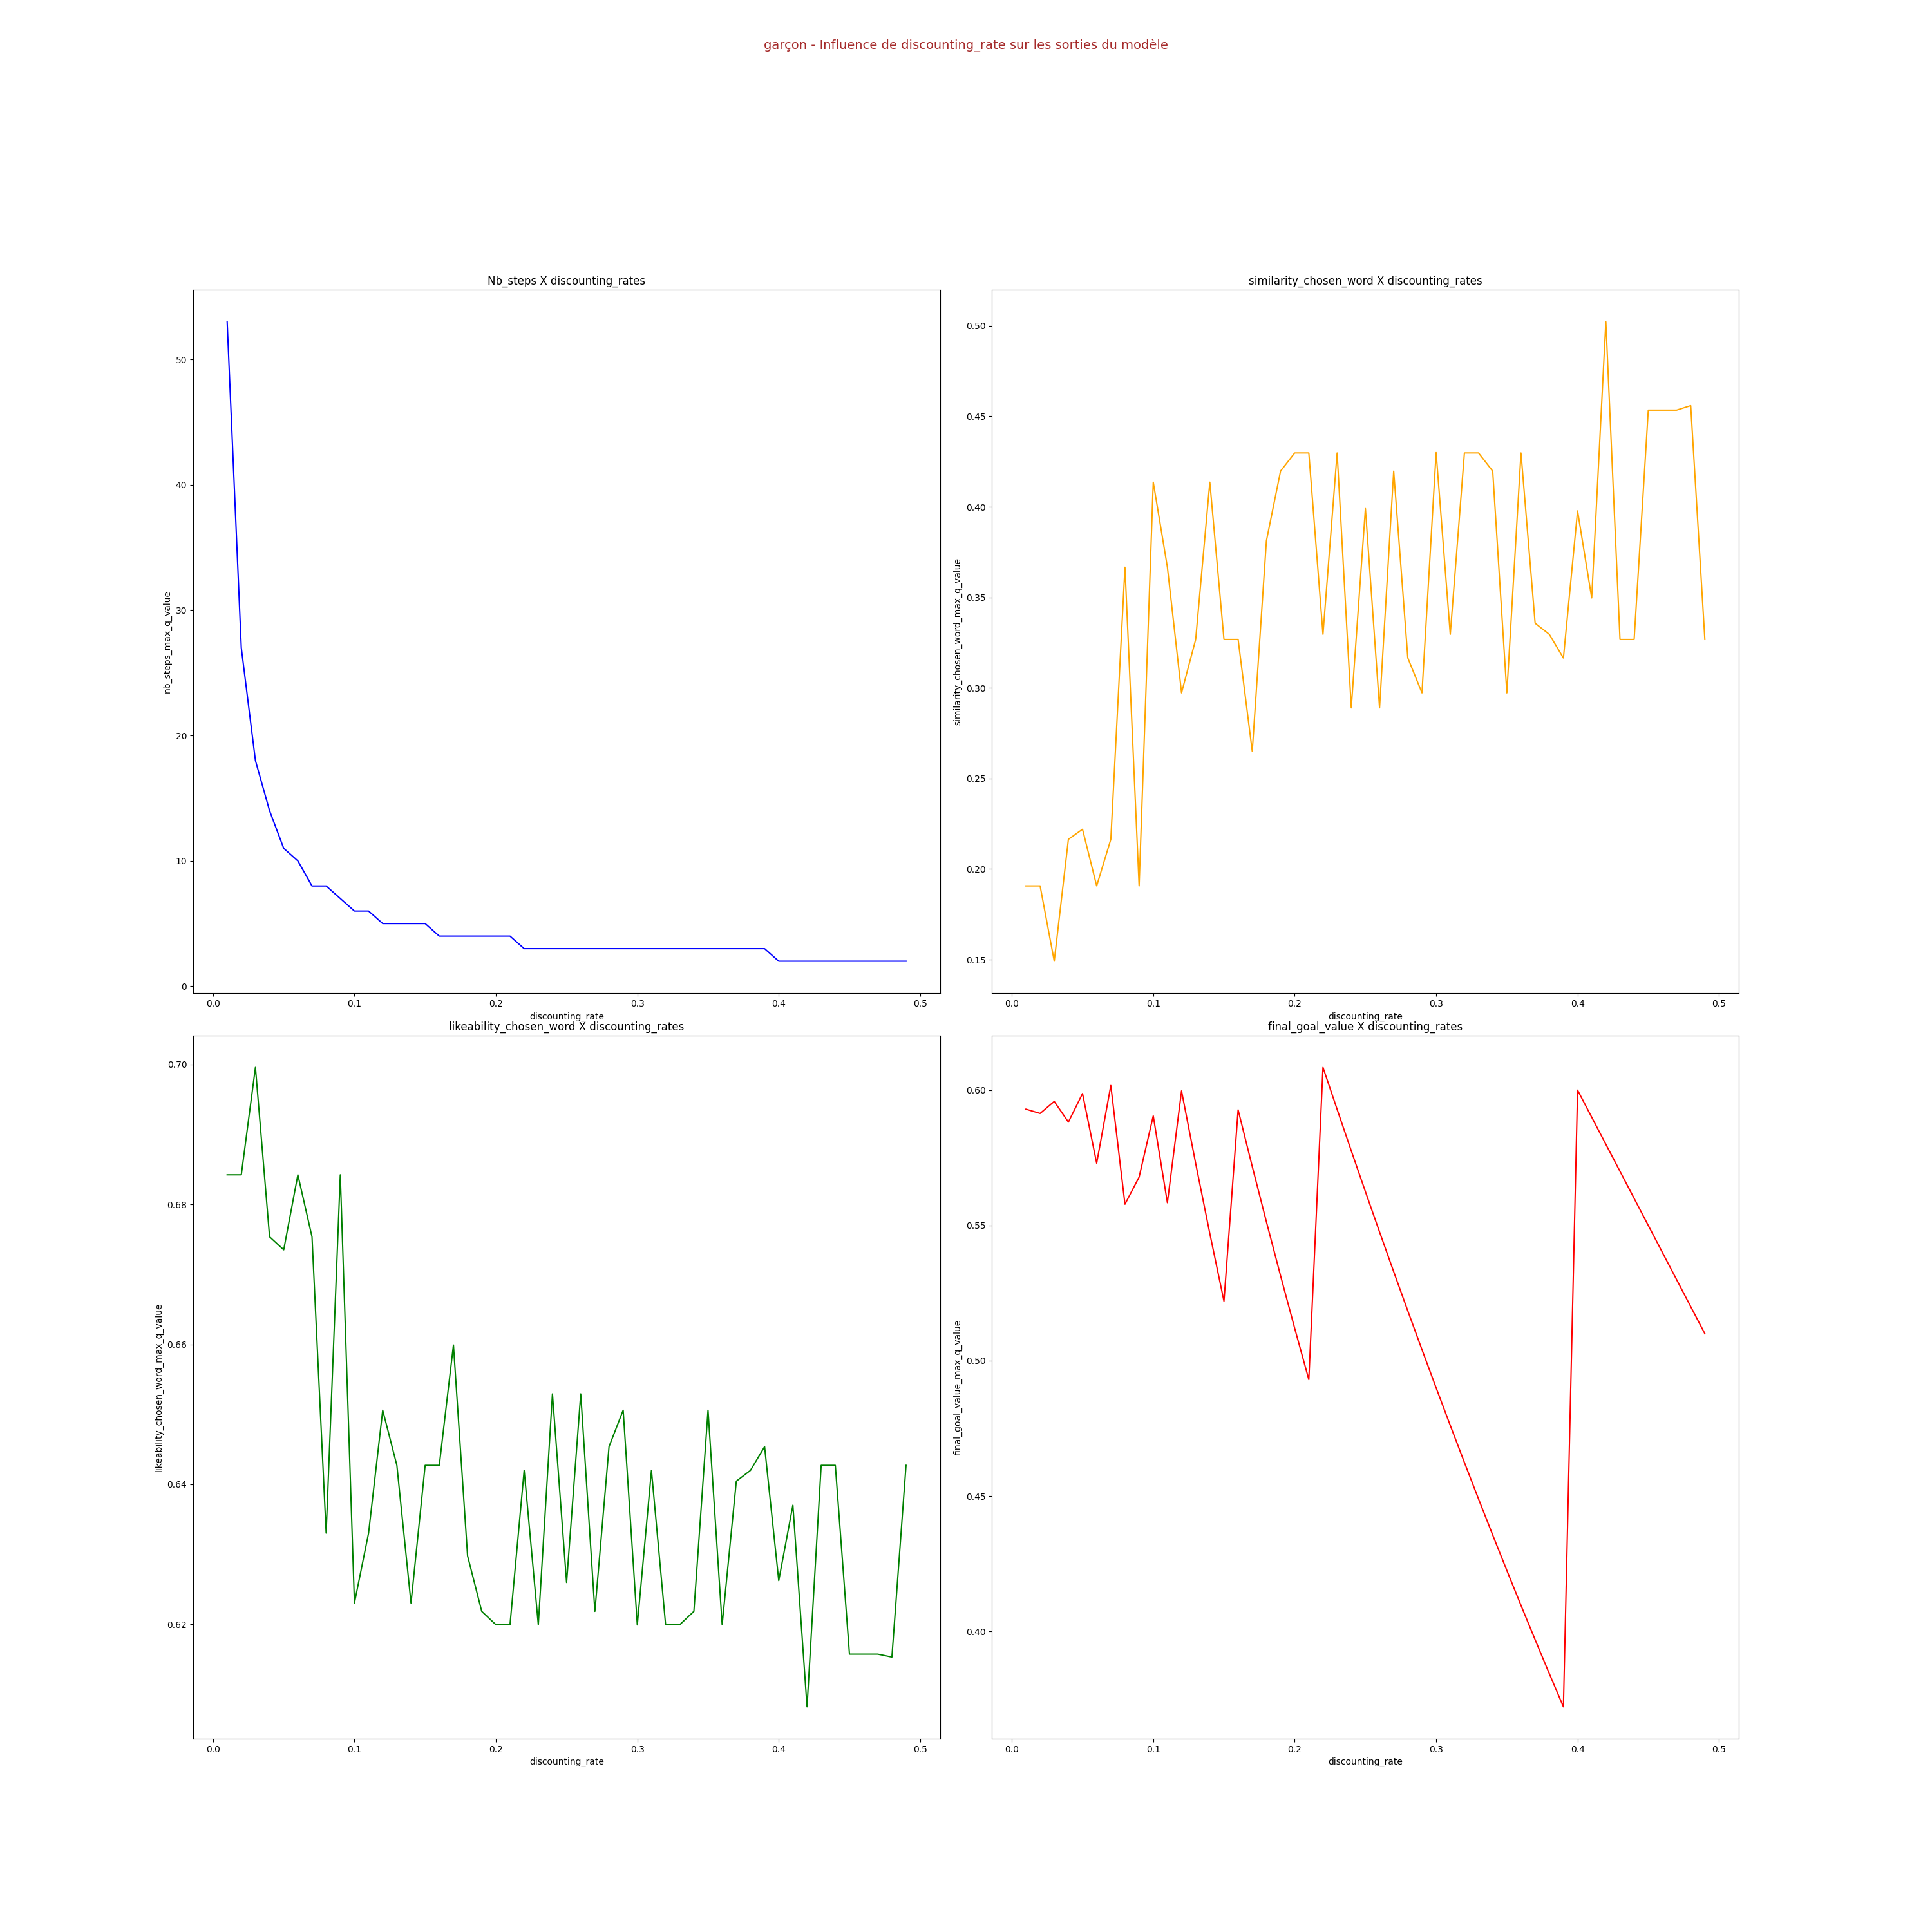 garçon - Influence de discounting_rate sur les sorties du modèle
Nb_steps X discounting_rates
nb_steps_max_q_value
50
40
30
20
10
0
0.0 0.1 0.2 0.3 0.4 0.5
discounting_rate
similarity_chosen_word X discounting_rates
similarity_chosen_word_max_q_value
0.50
0.45
0.40
0.35
0.30
0.25
0.20
0.15
0.0 0.1 0.2 0.3 0.4 0.5
discounting_rate
likeability_chosen_word X discounting_rates
likeability_chosen_word_max_q_value
0.70
0.68
0.66
0.64
0.62
0.0 0.1 0.2 0.3 0.4 0.5
discounting_rate
final_goal_value X discounting_rates
final_goal_value_max_q_value
0.60
0.55
0.50
0.45
0.40
0.0 0.1 0.2 0.3 0.4 0.5
discounting_rate